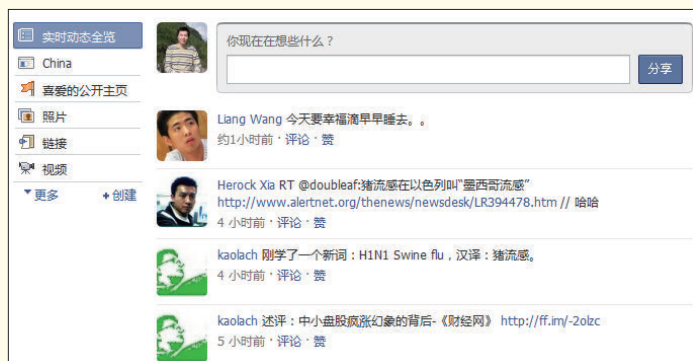 实时动态全览
China
喜爱的公开主页
照片
链接
视频
更多 +创建
你现在在想些什么？
分享
Liang Wang 今天要幸福滴早早睡去。。
约1小时前 · 评论 · 赞
Herock Xia RT @doubleaf:猪流感在以色列叫“墨西哥流感”
http://www.alertnet.org/thenews/newsdesk/LR394478.htm // 哈哈
4 小时前 · 评论 · 赞
kaolach 刚学了一个新词：H1N1 Swine flu，汉译：猪流感。
4 小时前 · 评论 · 赞
kaolach 述评：中小盘股疯涨幻象的背后-《财经网》 http://ff.im/-2olzc
5 小时前 · 评论 · 赞